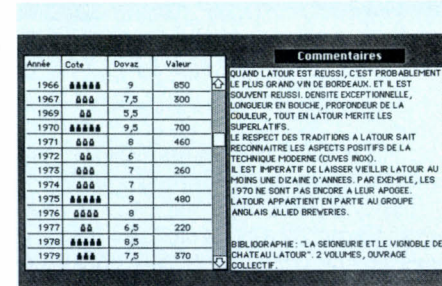 Année Cote Dovaz Valeur
1966 9 850
1967 7,5 300
1969 5,5
1970 9,5 700
1971 8 460
1972 6
1973 7 260
1974 7
1975 9 480
1976 8
1977 6,5 220
1978 8,5
1979 7,5 370
Commentaires
QUAND LATOUR EST REUSSI, C'EST PROBABLEMENT
LE PLUS GRAND VIN DE BORDEAUX. ET IL EST
SOUVENT REUSSI. DENSITE EXCEPTIONNELLE,
LONGUEUR EN BOUCHE, PROFONDEUR DE LA
COULEUR, TOUT EN LATOUR MERITE LES
SUPERLATIFS.
LE RESPECT DES TRADITIONS A LATOUR SAIT
RECONNAITRE LES ASPECTS POSITIFS DE LA
TECHNIQUE MODERNE (CUVES INOX).
IL EST IMPERATIF DE LAISSER VIEILLIR LATOUR AU
MOINS UNE DIZAINE D'ANNEES. PAR EXEMPLE, LES
1970 NE SONT PAS ENCORE A LEUR APOGEE.
LATOUR APPARTIENT EN PARTIE AU GROUPE
ANGLAIS ALLIED BREWERIES.
BIBLIOGRAPHIE: "LA SEIGNEURIE ET LE VIGNOBLE DE
CHATEAU LATOUR". 2 VOLUMES, OUVRAGE
COLLECTIF.